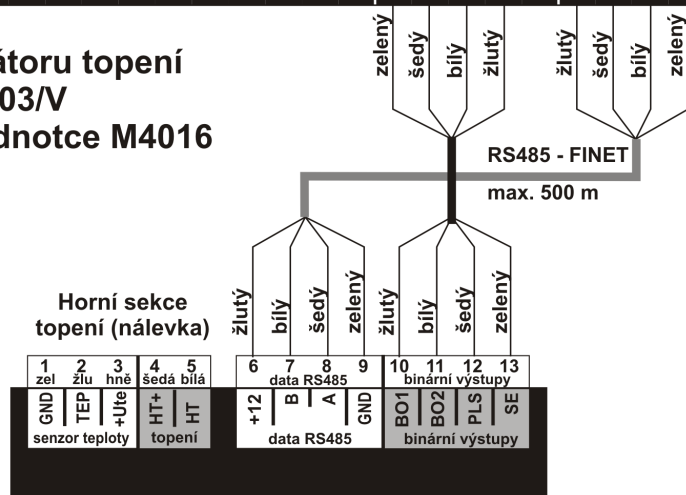 zelený šedý bílý žlutý žlutý šedý bílý zelený
átoru topení
03/V
dnotce M4016
RS485 - FINET
max. 500 m
Horní sekce
topení (nálevka)
žlutý bílý šedý zelený žlutý bílý šedý zelený
1 2 3 4 5 6 7 8 9 10 11 12 13
zel žlu hně šedá bílá data RS485 binární výstupy
GND TEP +Ute HT+ HT +12 B A GND BO1 BO2 PLS SE
senzor teploty topení data RS485 binární výstupy